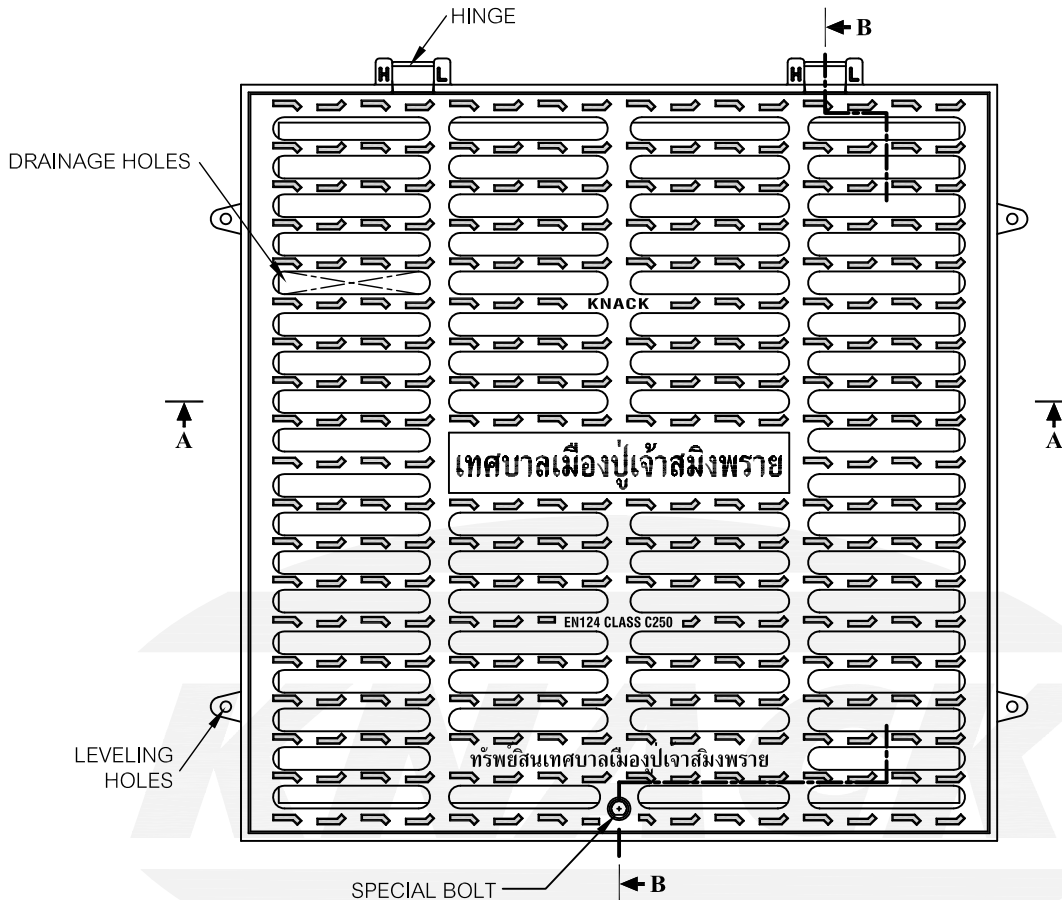 HINGE
B
H L
H L
DRAINAGE HOLES
KNACK
A
A
เทศบาลเมืองปู่เจ้าสมิงพราย
EN124 CLASS C250
KNACK
LEVELING
HOLES
ทรัพย์สินเทศบาลเมืองปู่เจ้าสมิงพราย
SPECIAL BOLT
B